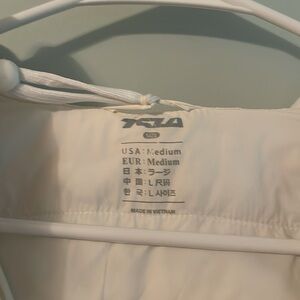 USA : Medium
EUR : Medium
日本 : ラージ
中国 : L 尺码
한국 : L 사이즈
MADE IN VIETNAM